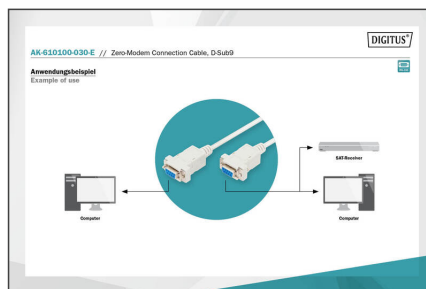 DIGITUS®
AK-610100-030-E // Zero-Modem Connection Cable, D-Sub9
Anwendungsbeispiel
Example of use
SAT-Receiver
Computer
Computer